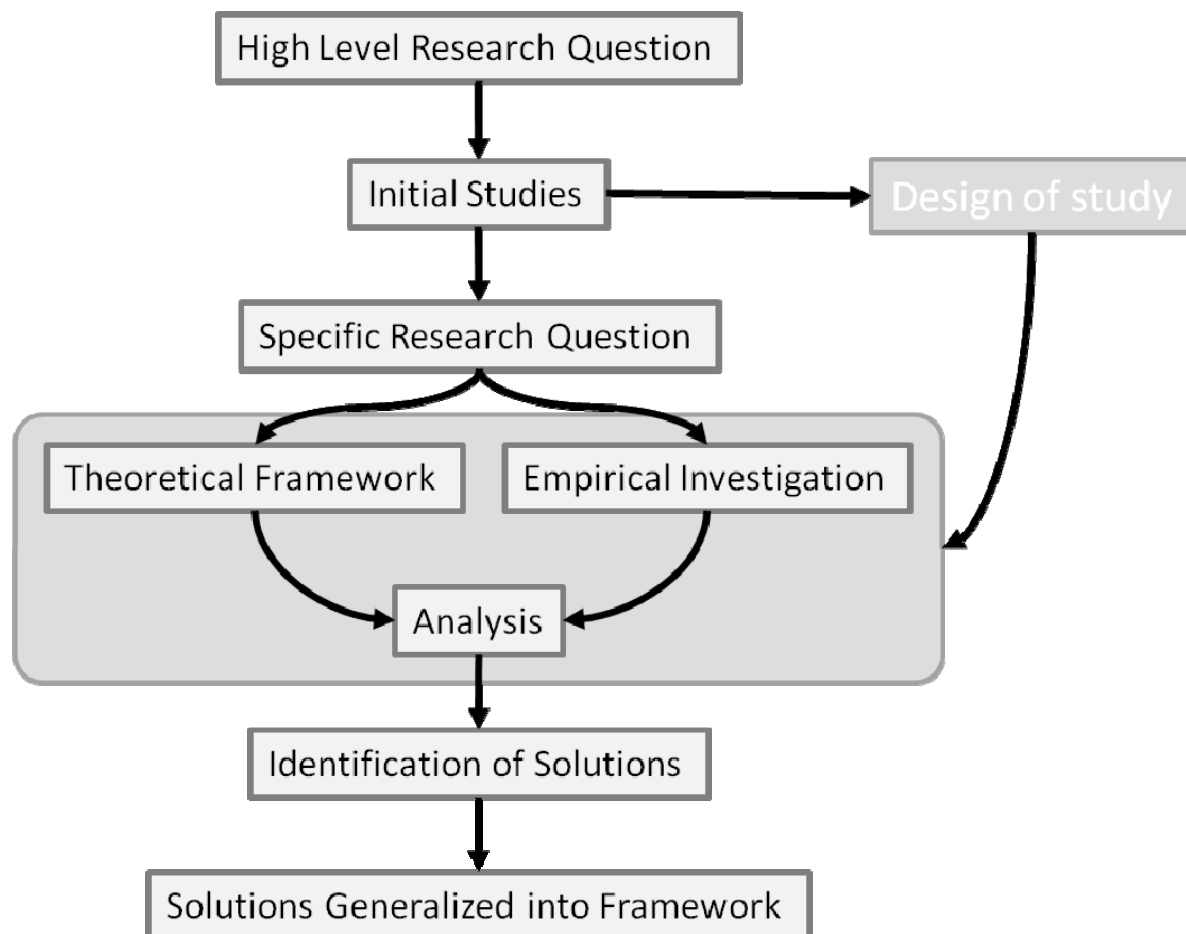 High Level Research Question
Initial Studies
Design of study
Specific Research Question
Theoretical Framework
Empirical Investigation
Analysis
Identification of Solutions
Solutions Generalized into Framework